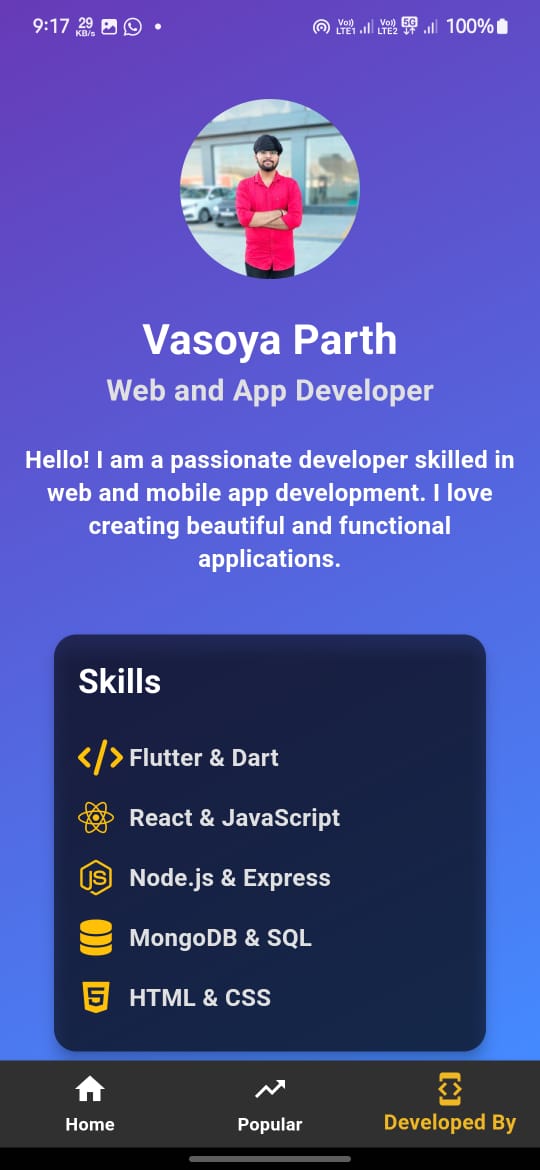 9:17 29 KB/s Vo)) LTE1 Vo)) LTE2 5G 100%
Vasoya Parth
Web and App Developer
Hello! I am a passionate developer skilled in
web and mobile app development. I love
creating beautiful and functional
applications.
Skills
Flutter & Dart
React & JavaScript
JS Node.js & Express
MongoDB & SQL
5 HTML & CSS
Home Popular Developed By